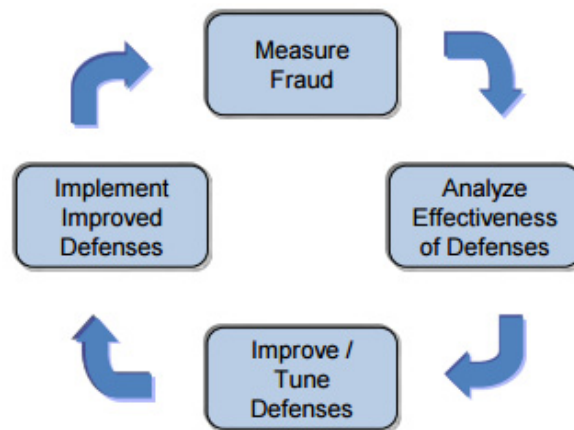 Measure
Fraud
Analyze
Effectiveness
of Defenses
Improve /
Tune
Defenses
Implement
Improved
Defenses